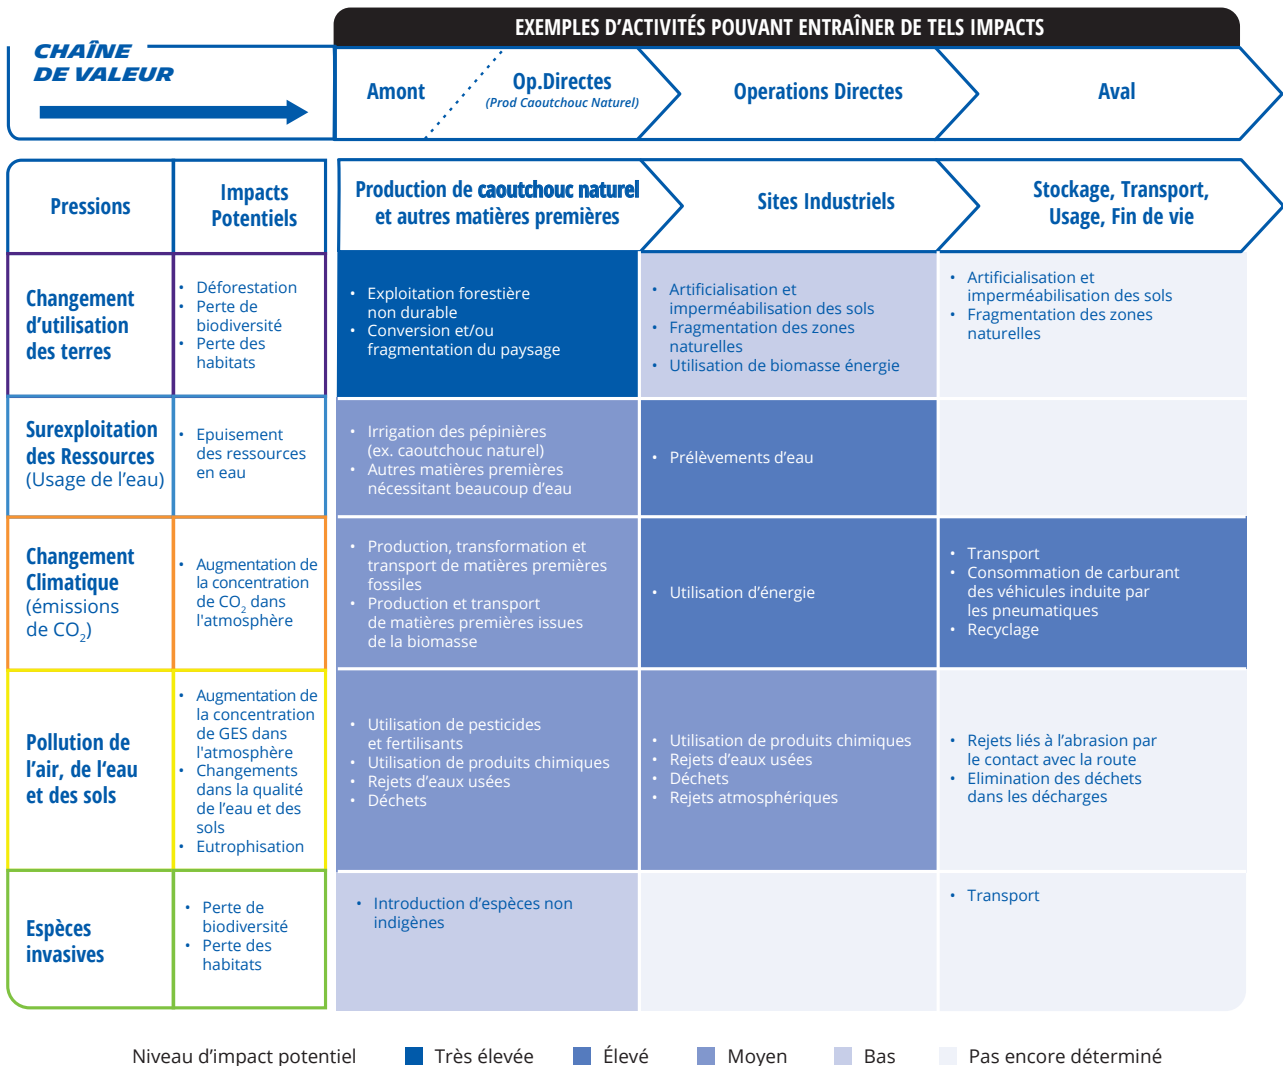 EXEMPLES D'ACTIVITÉS POUVANT ENTRAÎNER DE TELS IMPACTS
CHAÎNE
DE VALEUR
Amont
Op.Directes
(Prod Caoutchouc Naturel)
Operations Directes
Aval
Pressions
Impacts
Potentiels
Production de caoutchouc naturel
et autres matières premières
Sites Industriels
Stockage, Transport,
Usage, Fin de vie
Changement
d'utilisation
des terres
• Déforestation
• Perte de
biodiversité
• Perte des
habitats
• Exploitation forestière
non durable
• Conversion et/ou
fragmentation du paysage
• Artificialisation et
imperméabilisation des sols
• Fragmentation des zones
naturelles
• Utilisation de biomasse énergie
• Artificialisation et
imperméabilisation des sols
• Fragmentation des zones
naturelles
Surexploitation
des Ressources
(Usage de l'eau)
• Epuisement
des ressources
en eau
• Irrigation des pépinières
(ex. caoutchouc naturel)
• Autres matières premières
nécessitant beaucoup d'eau
• Prélèvements d'eau
Changement
Climatique
(émissions
de CO2)
• Augmentation de
la concentration
de CO2 dans
l'atmosphère
• Production, transformation et
transport de matières premières
fossiles
• Production et transport
de matières premières issues
de la biomasse
• Utilisation d'énergie
• Transport
• Consommation de carburant
des véhicules induite par
les pneumatiques
• Recyclage
Pollution de
l'air, de l'eau
et des sols
• Augmentation de
la concentration
de GES dans
l'atmosphère
• Changements
dans la qualité
de l'eau et des
sols
• Eutrophisation
• Utilisation de pesticides
et fertilisants
• Utilisation de produits chimiques
• Rejets d'eaux usées
• Déchets
• Utilisation de produits chimiques
• Rejets d'eaux usées
• Déchets
• Rejets atmosphériques
• Rejets liés à l'abrasion par
le contact avec la route
• Elimination des déchets
dans les décharges
Espèces
invasives
• Perte de
biodiversité
• Perte des
habitats
• Introduction d'espèces non
indigènes
• Transport
Niveau d'impact potentiel
Très élevée
Élevé
Moyen
Bas
Pas encore déterminé